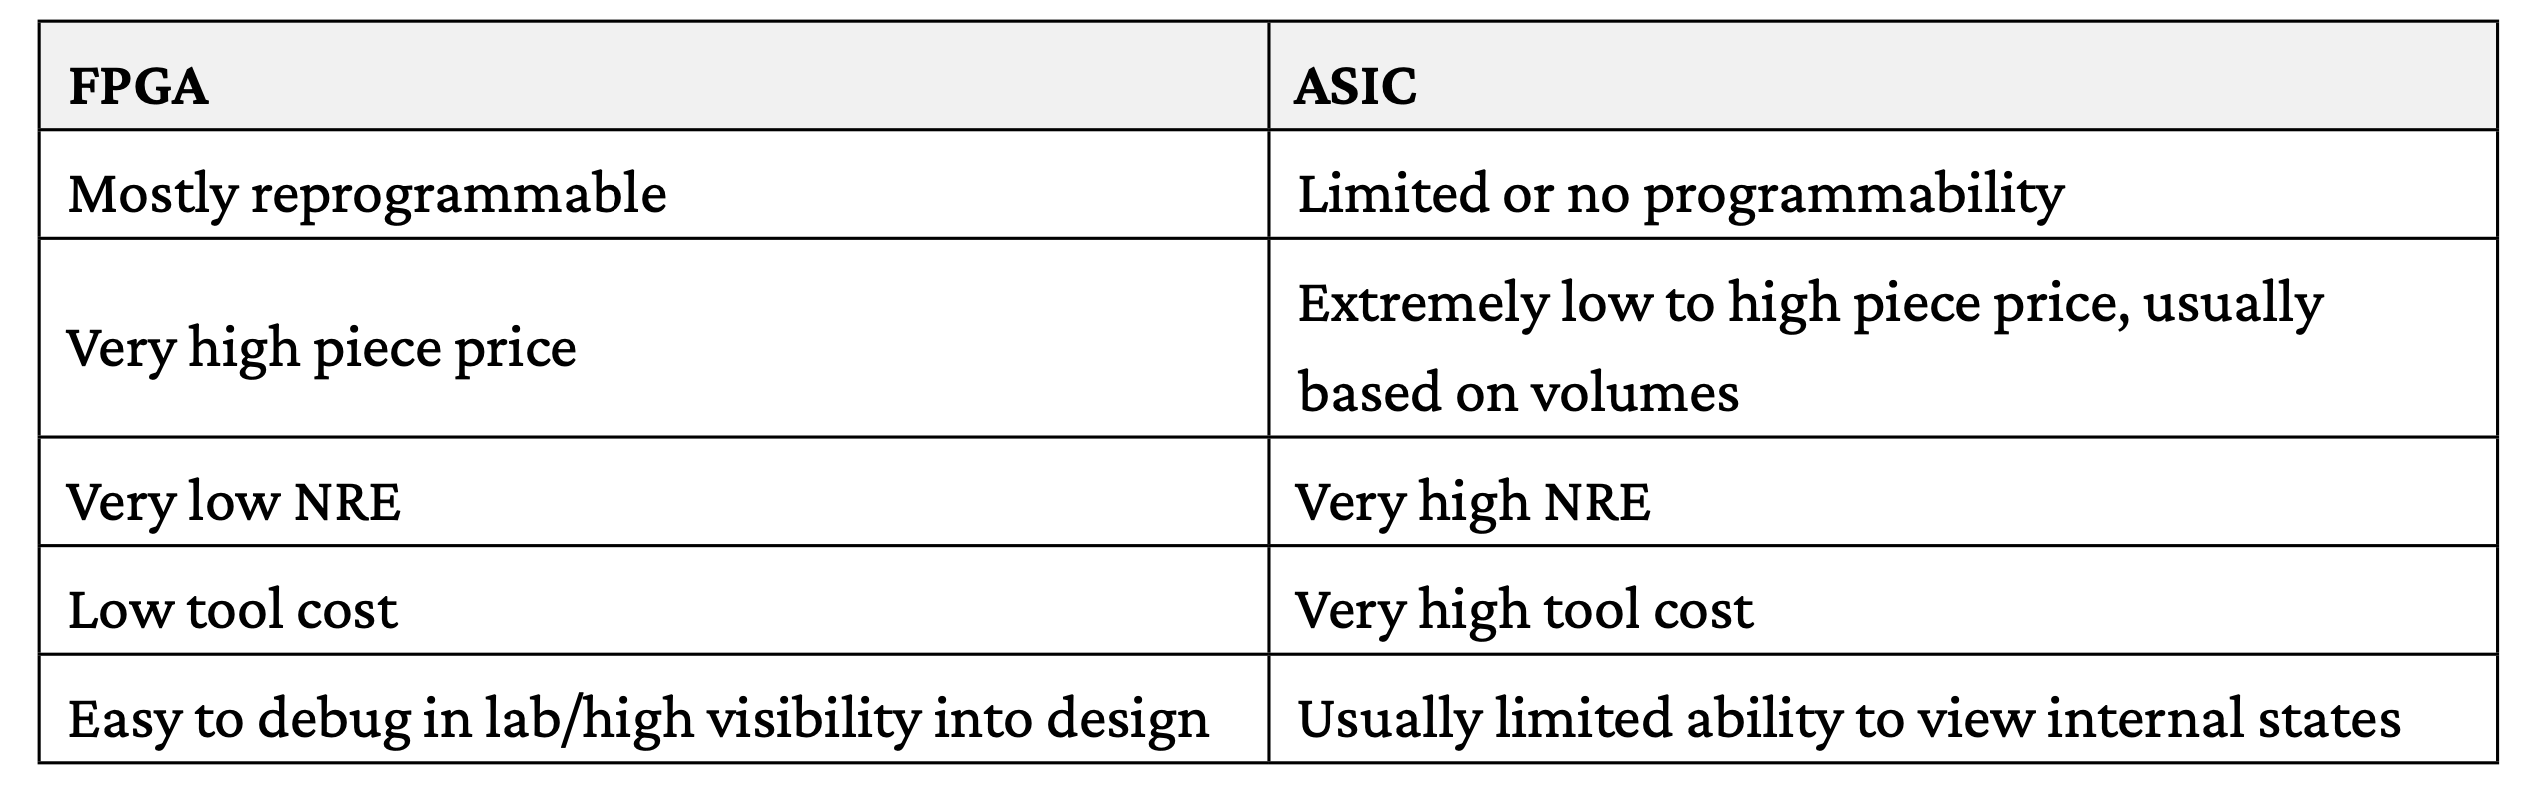 FPGA
ASIC
Mostly reprogrammable
Limited or no programmability
Very high piece price
Extremely low to high piece price, usually
based on volumes
Very low NRE
Very high NRE
Low tool cost
Very high tool cost
Easy to debug in lab/high visibility into design
Usually limited ability to view internal states